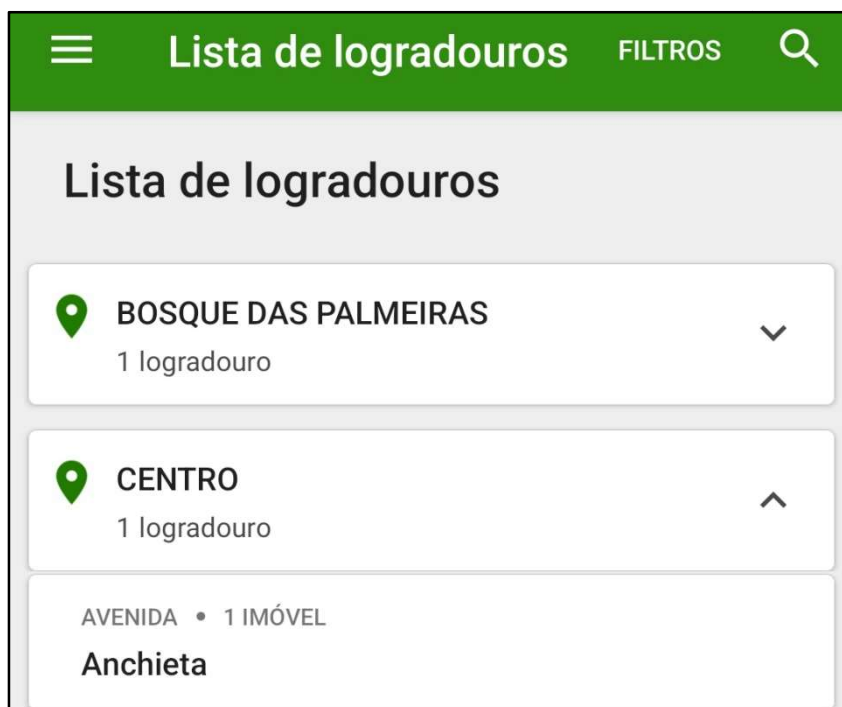 Lista de logradouros FILTROS
Lista de logradouros
BOSQUE DAS PALMEIRAS
1 logradouro
CENTRO
1 logradouro
AVENIDA • 1 IMÓVEL
Anchieta